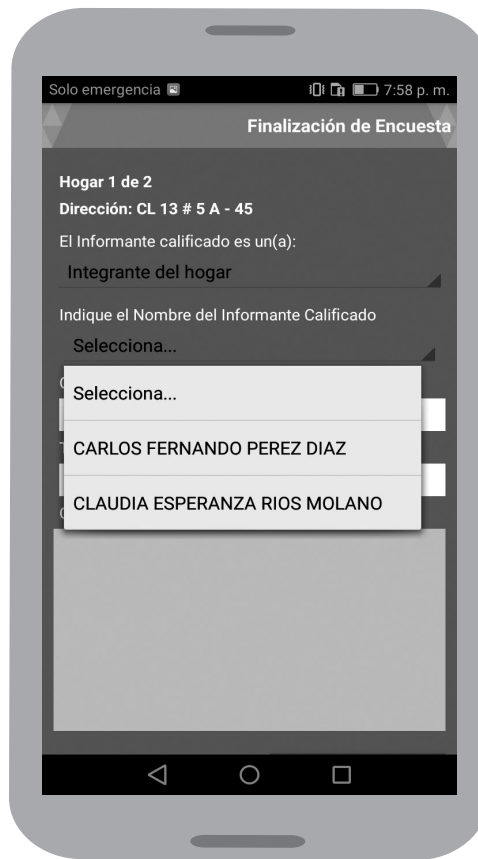 Solo emergencia 7:58 p. m.
Finalización de Encuesta
Hogar 1 de 2
Dirección: CL 13 # 5 A - 45
El Informante calificado es un(a):
Integrante del hogar
Indique el Nombre del Informante Calificado
Selecciona...
Selecciona...
CARLOS FERNANDO PEREZ DIAZ
CLAUDIA ESPERANZA RIOS MOLANO